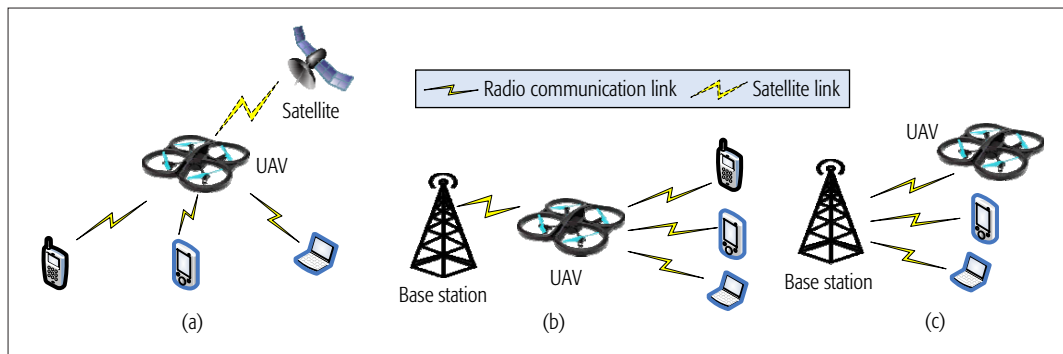 Satellite
UAV
(a)
Radio communication link
Satellite link
Base station
UAV
(b)
UAV
Base station
(c)